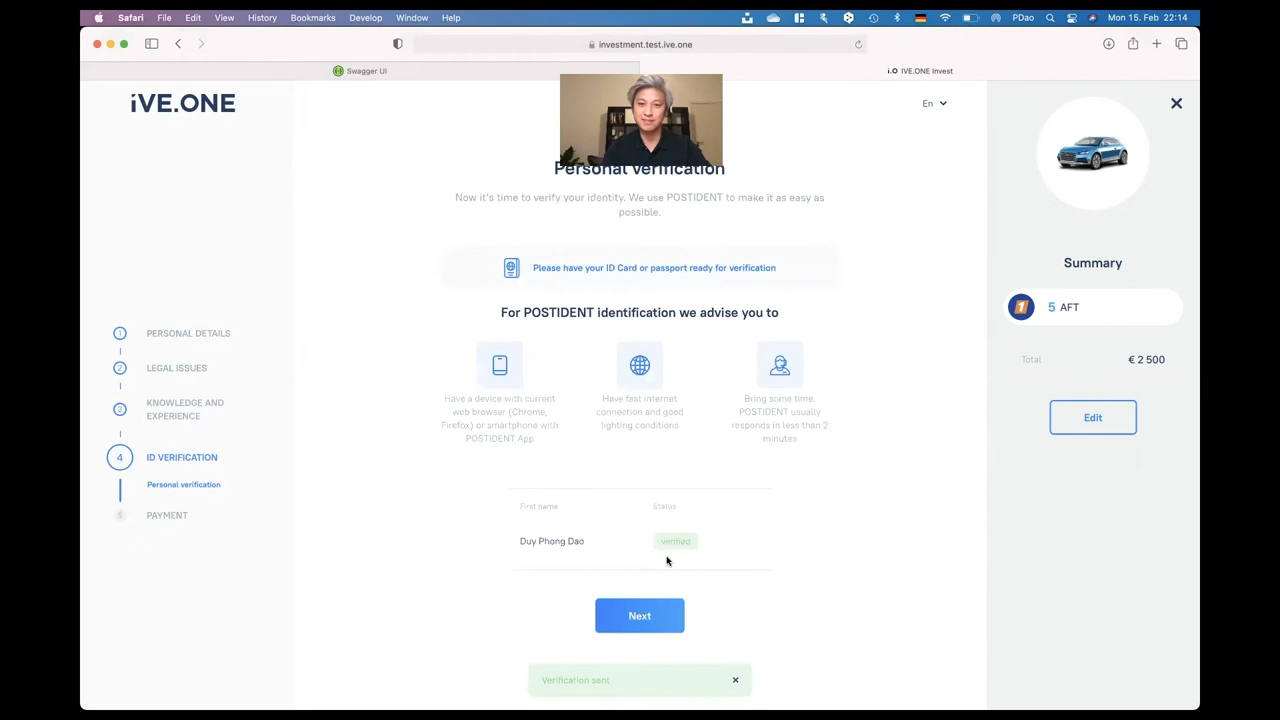 Safari File Edit View History Bookmarks Develop Window Help PDao Mon 15. Feb 22:14
investment.test.ive.one
Swagger UI
i.O IVE.ONE Invest
iVE.ONE
En
Personal Verification
Now it's time to verify your identity. We use POSTIDENT to make it as easy as
possible.
Please have your ID Card or passport ready for verification
For POSTIDENT identification we advise you to
Have a device with current
web browser (Chrome,
Firefox) or smartphone with
POSTIDENT App
Have fast internet
connection and good
lighting conditions
Bring some time.
POSTIDENT usually
responds in less than 2
minutes
First name Status
Duy Phong Dao verified
Next
Verification sent
1 PERSONAL DETAILS
2 LEGAL ISSUES
3 KNOWLEDGE AND
EXPERIENCE
4 ID VERIFICATION
Personal verification
5 PAYMENT
Summary
1 5 AFT
Total € 2 500
Edit